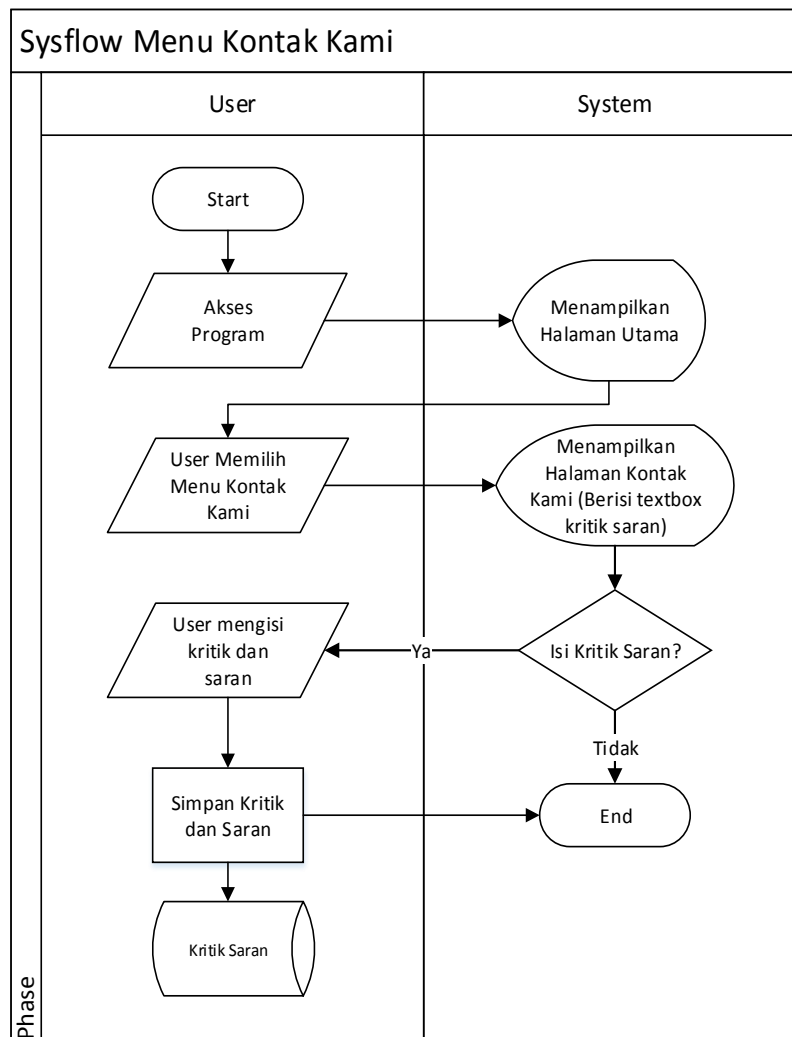 Sysflow Menu Kontak Kami
User
System
Start
Akses
Program
Menampilkan
Halaman Utama
User Memilih
Menu Kontak
Kami
Menampilkan
Halaman Kontak
Kami (Berisi textbox
kritik saran)
User mengisi
kritik dan
saran
Ya
Isi Kritik Saran?
Tidak
Simpan Kritik
dan Saran
End
Kritik Saran
Phase